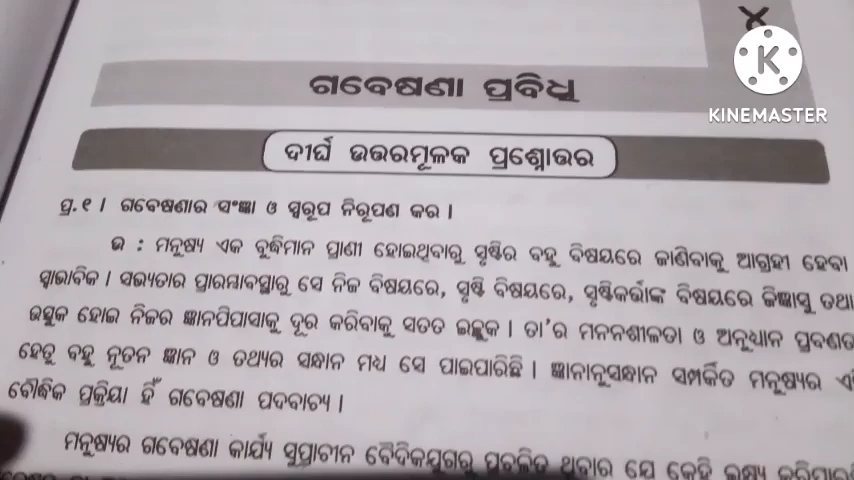 ୪
K
KINEMASTER
ଗବେଷଣା ପ୍ରବିଧି
ଦୀର୍ଘ ଉତ୍ତରମୂଳକ ପ୍ରଶ୍ନୋତ୍ତର
ପ୍ର.୧ । ଗବେଷଣାର ସଂଜ୍ଞା ଓ ସ୍ୱରୂପ ନିରୂପଣ କର ।
ଉ : ମନୁଷ୍ୟ ଏକ ବୁଦ୍ଧିମାନ ପ୍ରାଣୀ ହୋଇଥିବାରୁ ସୃଷ୍ଟିର ବହୁ ବିଷୟରେ ଜାଣିବାକୁ ଆଗ୍ରହୀ ହେବା
ସ୍ୱାଭାବିକ । ସଭ୍ୟତାର ପ୍ରାରମ୍ଭାବସ୍ଥାରୁ ସେ ନିଜ ବିଷୟରେ, ସୃଷ୍ଟି ବିଷୟରେ, ସୃଷ୍ଟିକର୍ତ୍ତାଙ୍କ ବିଷୟରେ ଜିଜ୍ଞାସୁ ତଥା
ଉତ୍ସୁକ ହୋଇ ନିଜର ଜ୍ଞାନପିପାସାକୁ ଦୂର କରିବାକୁ ସତତ ଇଚ୍ଛୁକ । ତା'ର ମନନଶୀଳତା ଓ ଅନୁଧ୍ୟାନ ପ୍ରବଣତା
ହେତୁ ବହୁ ନୂତନ ଜ୍ଞାନ ଓ ତଥ୍ୟର ସନ୍ଧାନ ମଧ୍ୟ ସେ ପାଇପାରିଛି । ଜ୍ଞାନାନୁସନ୍ଧାନ ସମ୍ପର୍କିତ ମନୁଷ୍ୟର
ବୌଦ୍ଧିକ ପ୍ରକ୍ରିୟା ହିଁ ଗବେଷଣା ପଦବାଚ୍ୟ ।
ମନୁଷ୍ୟର ଗବେଷଣା କାର୍ଯ୍ୟ ସୁପ୍ରାଚୀନ ବୈଦିକଯୁଗରୁ ପ୍ରଚଳିତ ଥିବାର ଯେ କେହି ଲକ୍ଷ୍ୟ